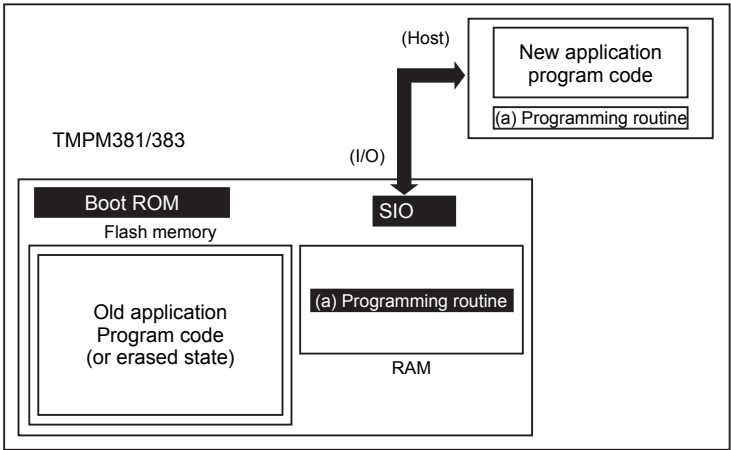 (Host)
New application
program code
(a) Programming routine
TMPM381/383
(I/O)
Boot ROM
SIO
Flash memory
Old application
Program code
(or erased state)
(a) Programming routine
RAM